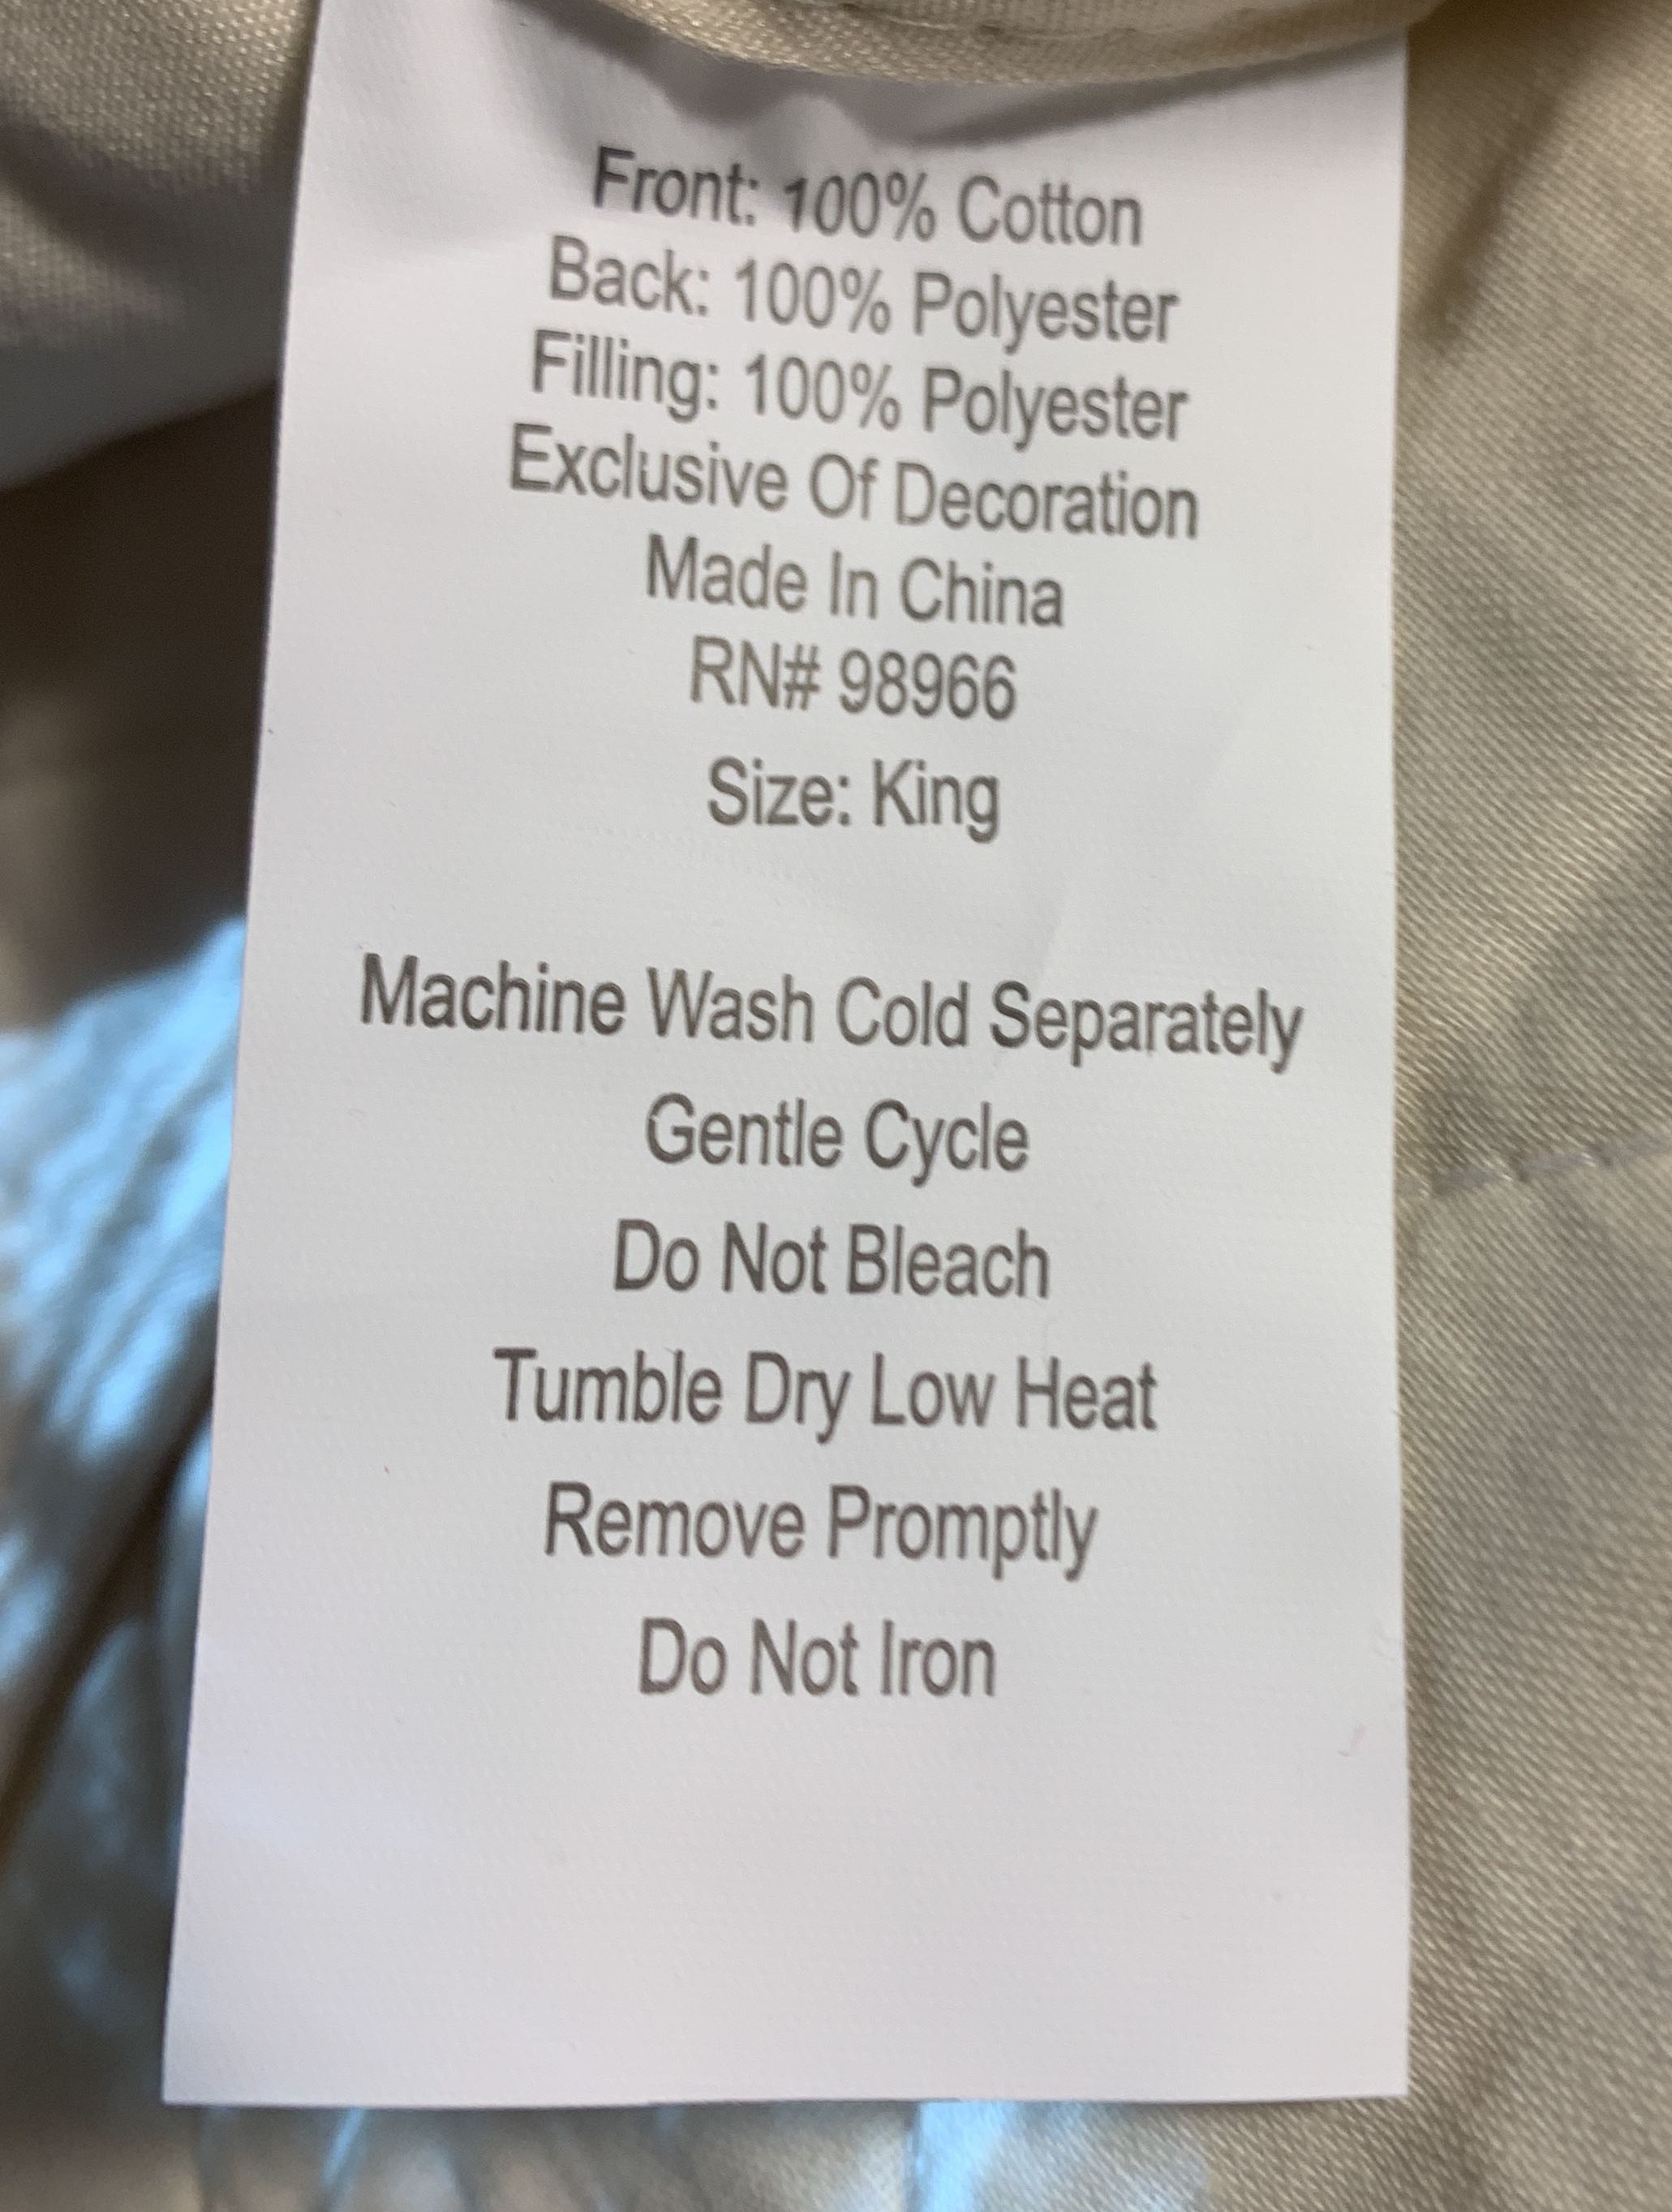 Front: 100% Cotton
Back: 100% Polyester
Filling: 100% Polyester
Exclusive Of Decoration
Made In China
RN# 98966
Size: King
Machine Wash Cold Separately
Gentle Cycle
Do Not Bleach
Tumble Dry Low Heat
Remove Promptly
Do Not Iron